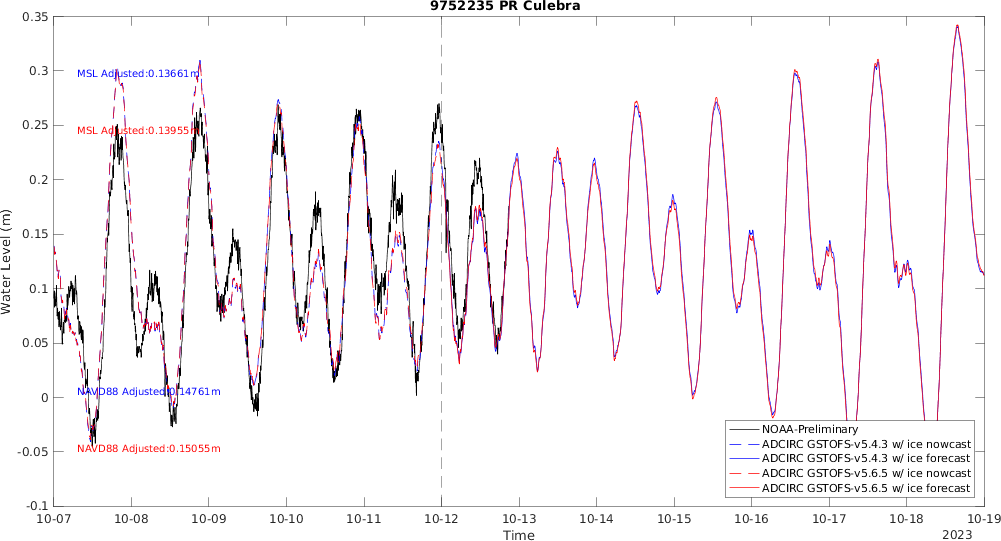 9752235 PR Culebra
0.35
0.3
0.25
0.2
0.15
0.1
0.05
0
-0.05
-0.1
Water Level (m)
MSL Adjusted:0.13661m
MSL Adjusted:0.13955m
NAVD88 Adjusted:0.14761m
NAVD88 Adjusted:0.15055m
NOAA-Preliminary
ADCIRC GSTOFS-v5.4.3 w/ ice nowcast
ADCIRC GSTOFS-v5.4.3 w/ ice forecast
ADCIRC GSTOFS-v5.6.5 w/ ice nowcast
ADCIRC GSTOFS-v5.6.5 w/ ice forecast
10-07 10-08 10-09 10-10 10-11 10-12 10-13 10-14 10-15 10-16 10-17 10-18 10-19
Time
2023